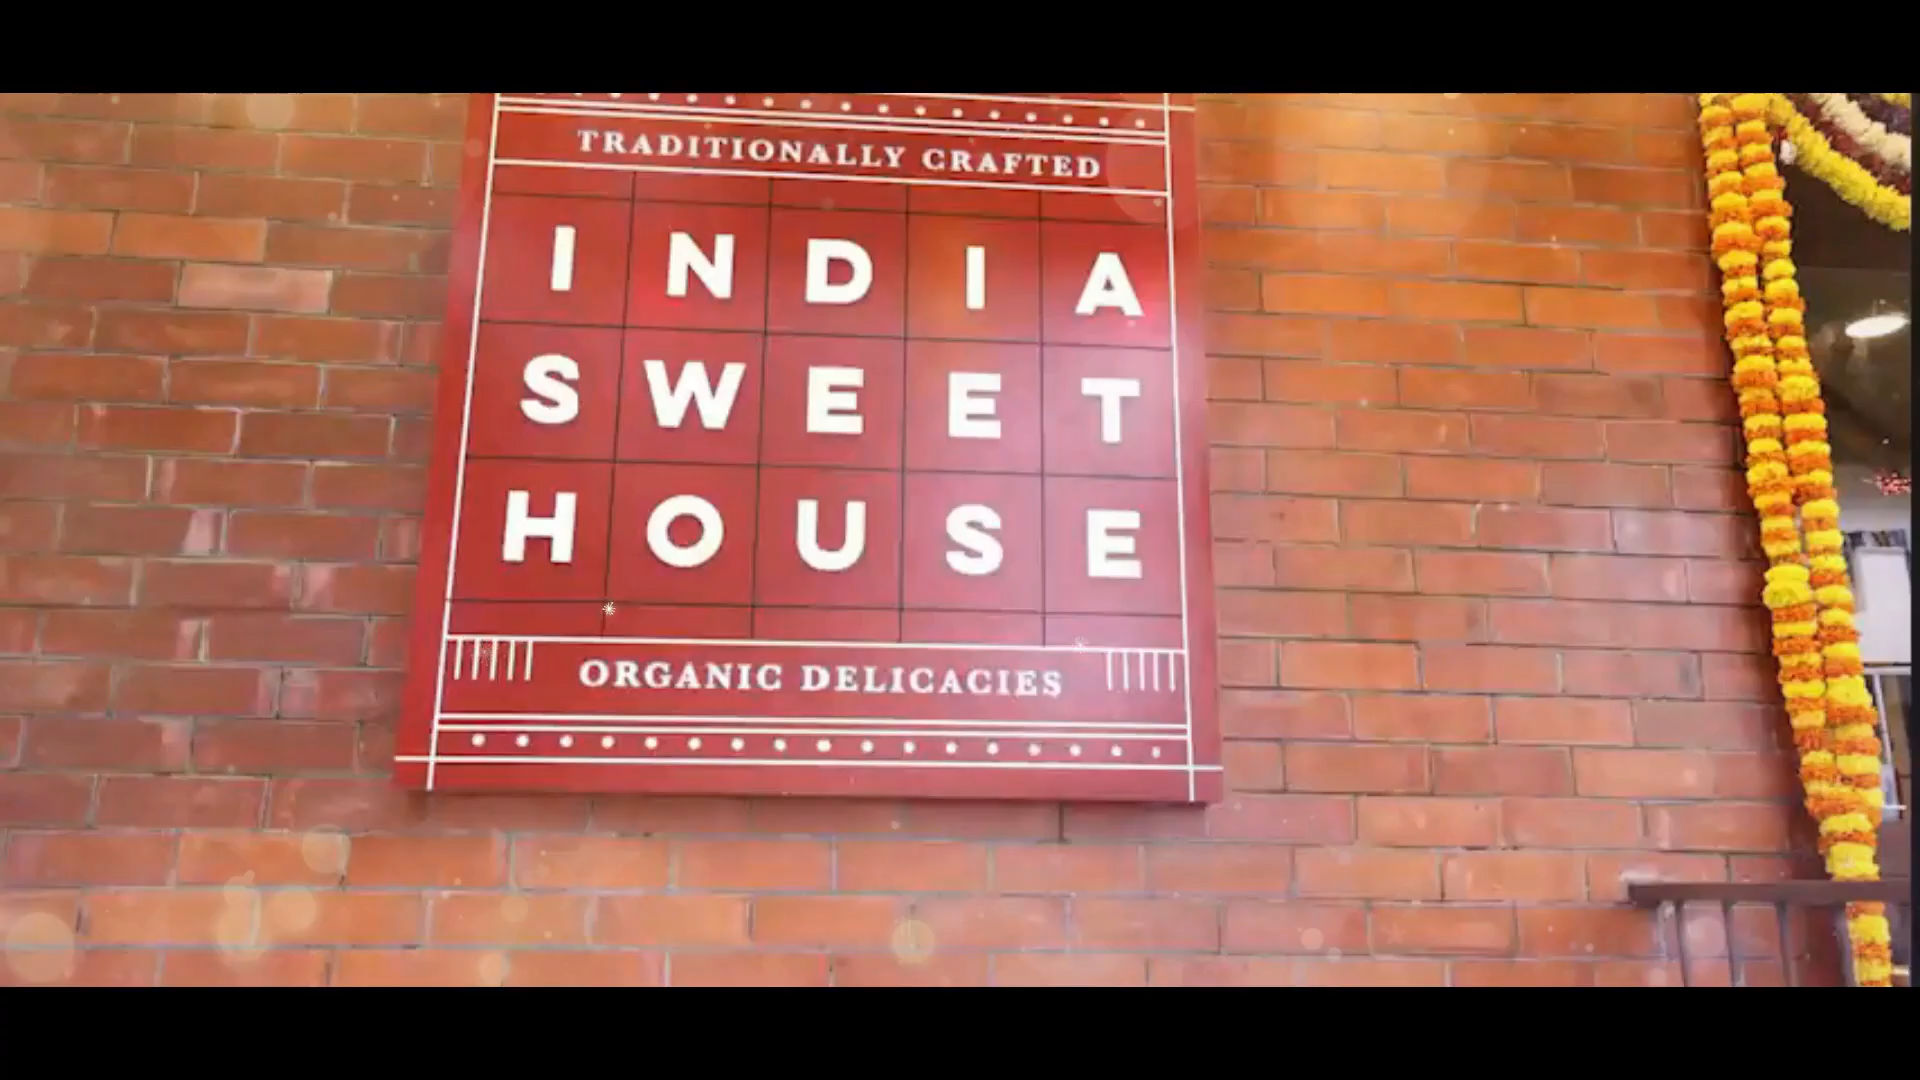 TRADITIONALLY CRAFTED
INDIA
SWEET
HOUSE
ORGANIC DELICACIES